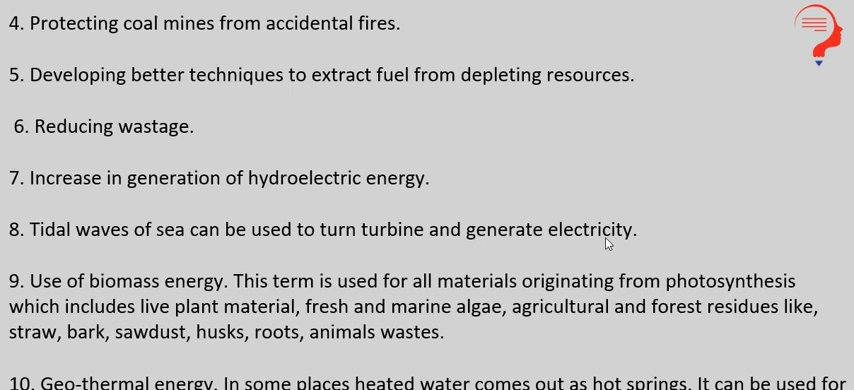 4. Protecting coal mines from accidental fires.
5. Developing better techniques to extract fuel from depleting resources.
6. Reducing wastage.
7. Increase in generation of hydroelectric energy.
8. Tidal waves of sea can be used to turn turbine and generate electricity.
9. Use of biomass energy. This term is used for all materials originating from photosynthesis
which includes live plant material, fresh and marine algae, agricultural and forest residues like,
straw, bark, sawdust, husks, roots, animals wastes.
10. Geo-thermal energy. In some places heated water comes out as hot springs. It can be used for